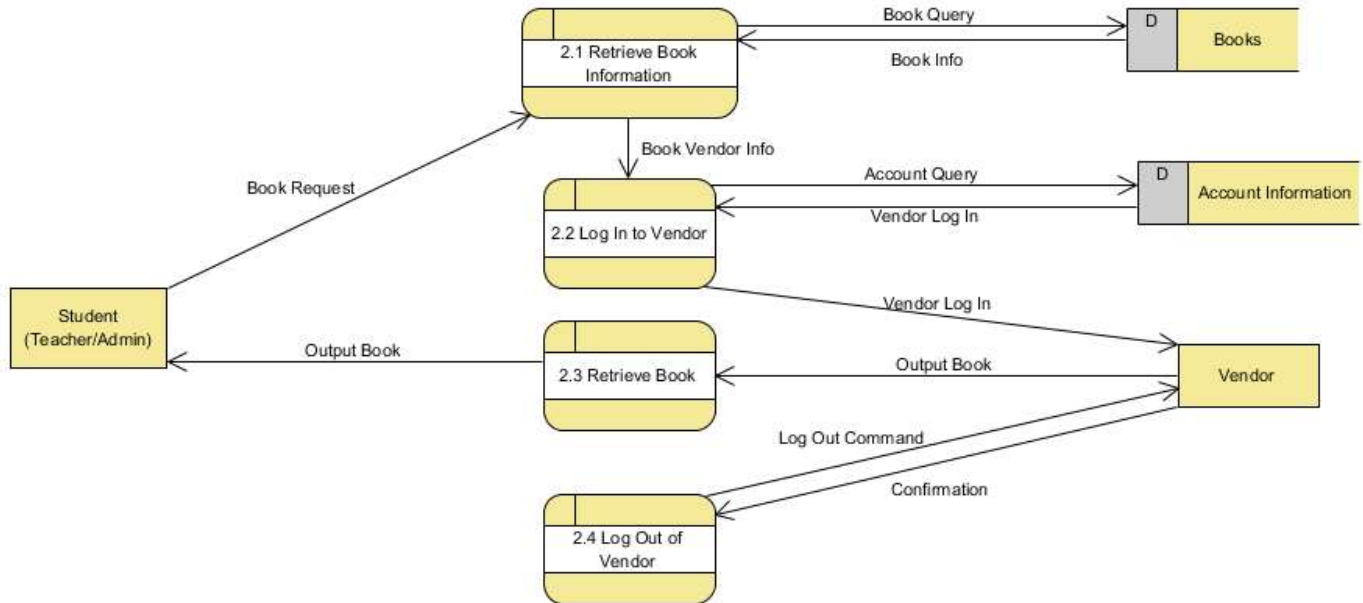 Book Query
D
Books
2.1 Retrieve Book
Information
Book Info
Book Vendor Info
Book Request
Account Query
D
Account Information
Vendor Log In
2.2 Log In to Vendor
Vendor Log In
Student
(Teacher/Admin)
Output Book
2.3 Retrieve Book
Output Book
Vendor
Log Out Command
Confirmation
2.4 Log Out of
Vendor